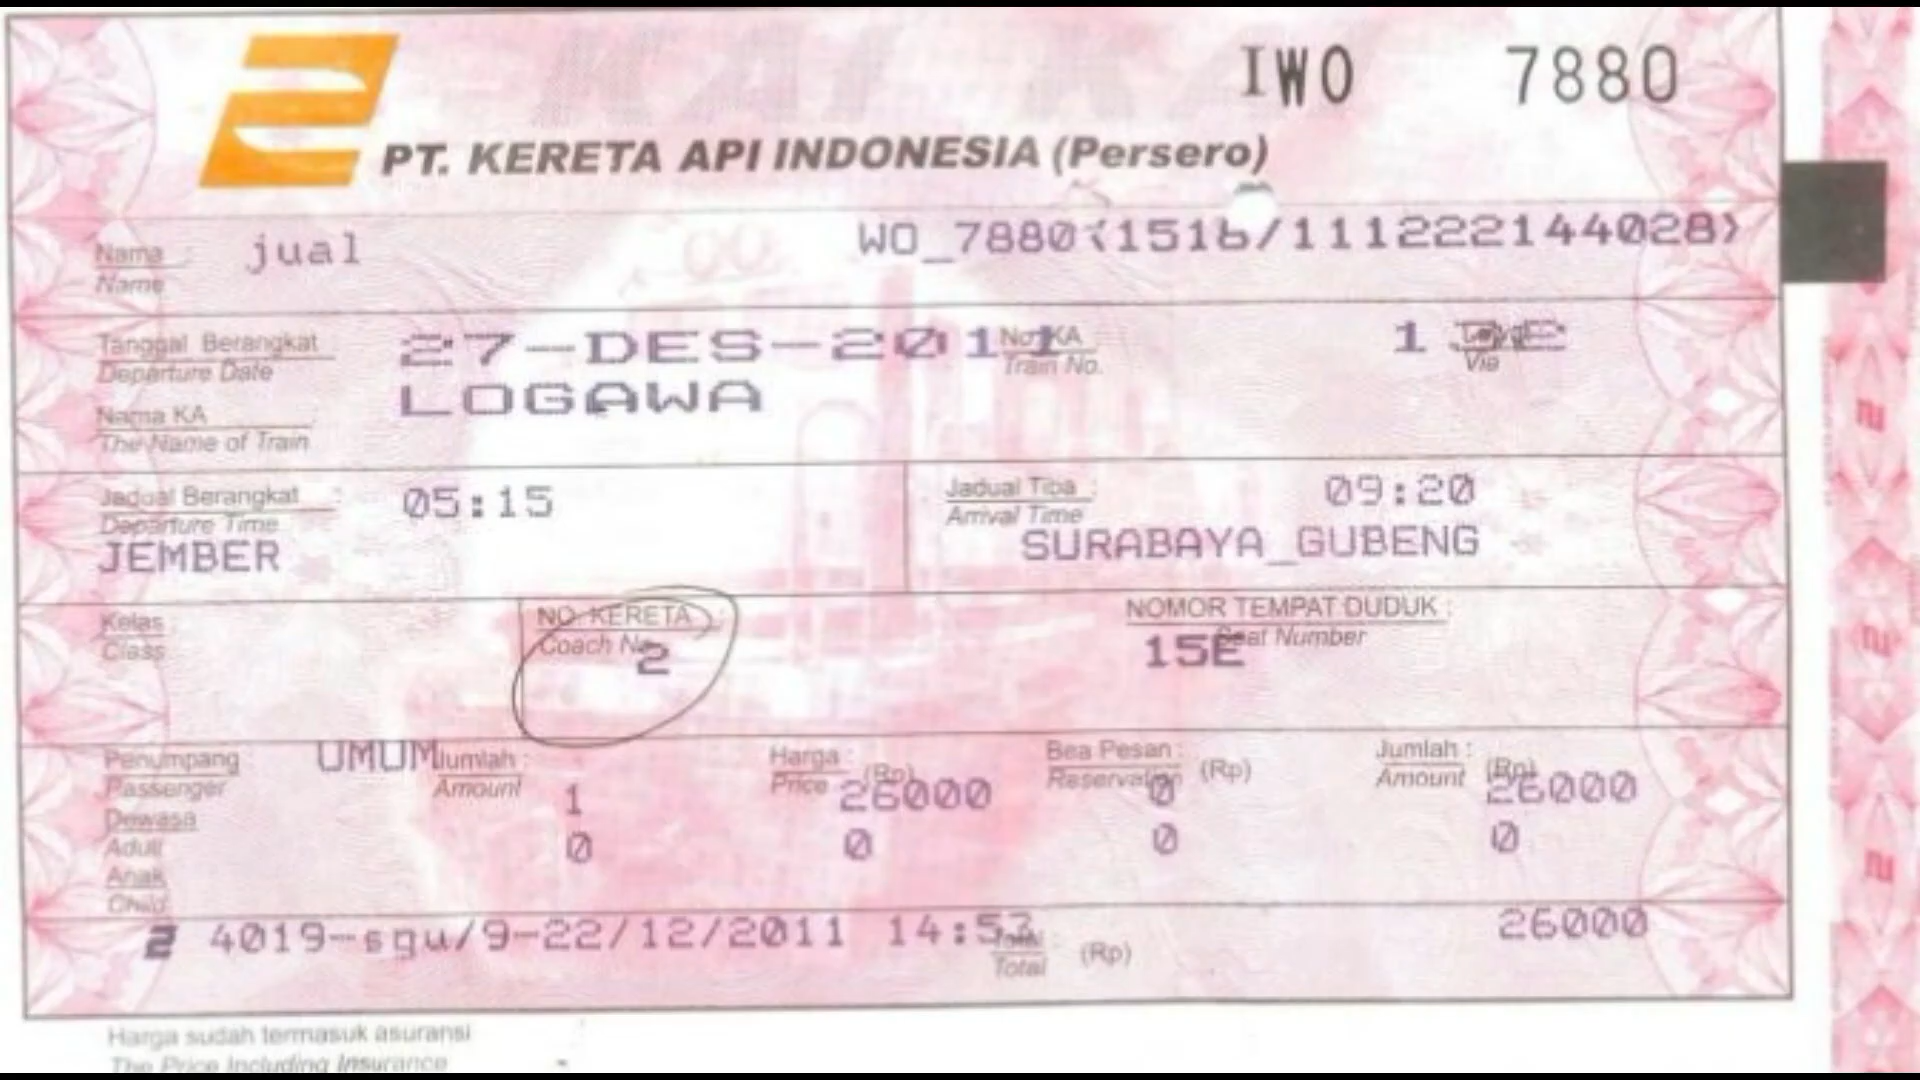 IWO 7880
PT. KERETA API INDONESIA (Persero)
Nama : jual WO_7880<151b/111222144028>
Name
Tanggal Berangkat : 27-DES-2011 No KA 1
Departure Date Train No. Via
LOGAWA
Nama KA :
The Name of Train
Jadual Berangkat : 05:15 Jadual Tiba : 09:20
Departure Time Arrival Time
JEMBER SURABAYA_GUBENG
Kelas : NO. KERETA : NOMOR TEMPAT DUDUK :
Class Coach No. 2 15E Seat Number
Penumpang UMUM Jumlah : Harga : (Rp) Bea Pesan : (Rp) Jumlah : (Rp)
Passenger Amount Price Reservation Amount
1 26000 0 26000
Dewasa
Adult 0 0 0 0
Anak
Child
4019-sgu/9-22/12/2011 14:53 26000
Total (Rp)
Harga sudah termasuk asuransi
The Price Including Insurance